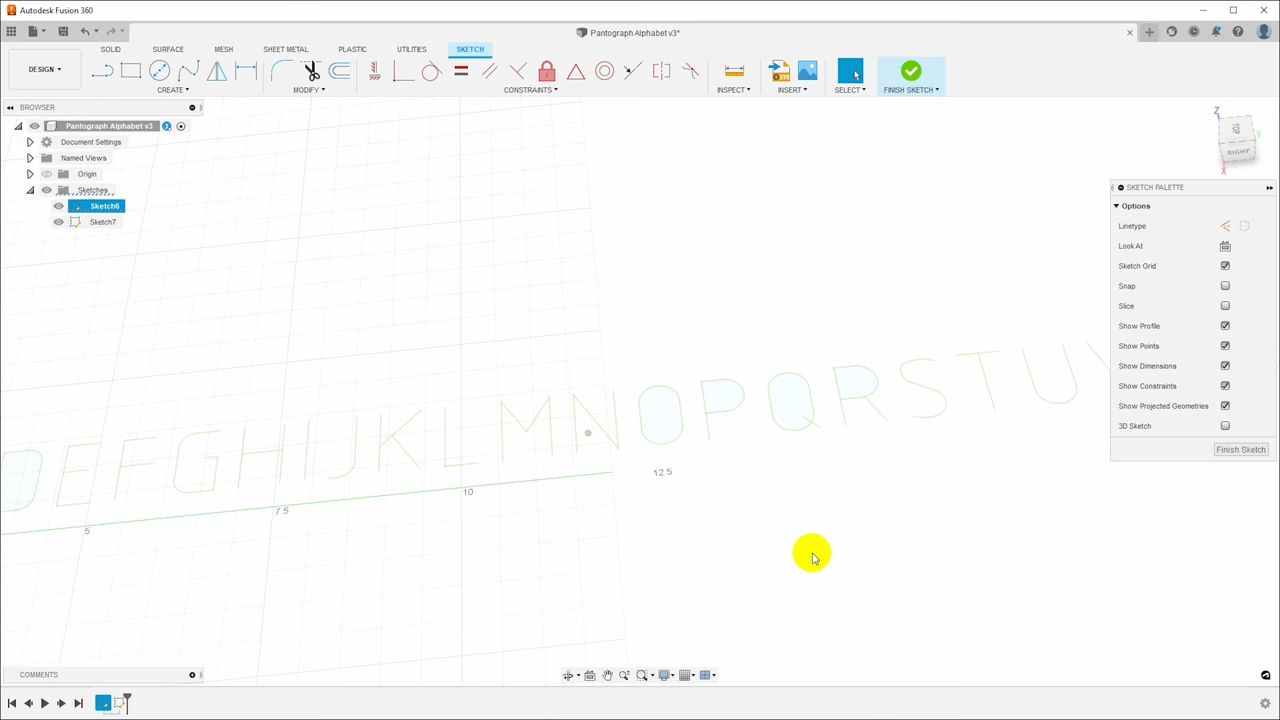 Autodesk Fusion 360
Pantograph Alphabet v3*
SOLID SURFACE MESH SHEET METAL PLASTIC UTILITIES SKETCH
DESIGN
CREATE MODIFY CONSTRAINTS INSPECT INSERT SELECT FINISH SKETCH
BROWSER
Pantograph Alphabet v3
Document Settings
Named Views
Origin
Sketches
Sketch6
Sketch7
Z
Y
RIGHT
X
SKETCH PALETTE
Options
Linetype
Look At
Sketch Grid
Snap
Slice
Show Profile
Show Points
Show Dimensions
Show Constraints
Show Projected Geometries
3D Sketch
Finish Sketch
D E F G H I J K L M N O P Q R S T U V
5 7.5 10 12.5
COMMENTS